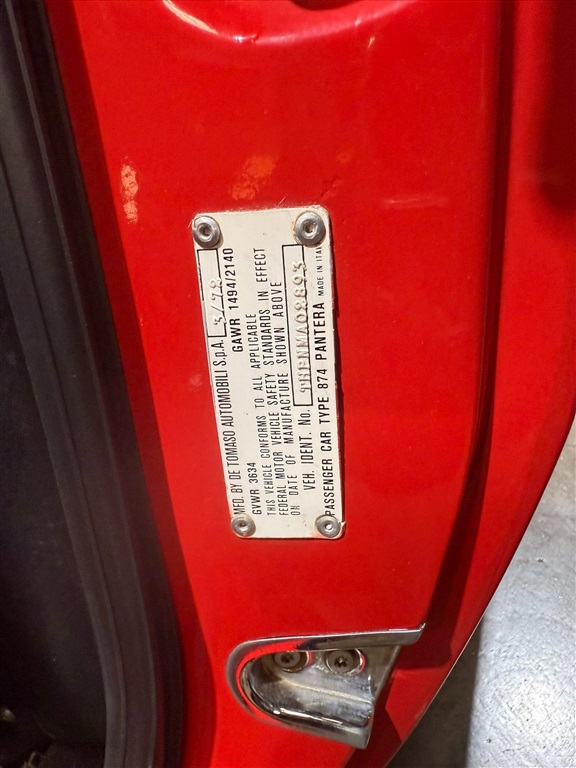 MFD. BY DE TOMASO AUTOMOBILI S.p.A. 3/72
GVWR 3634 GAWR 1494/2140
THIS VEHICLE CONFORMS TO ALL APPLICABLE
FEDERAL MOTOR VEHICLE SAFETY STANDARDS IN EFFECT
ON DATE OF MANUFACTURE SHOWN ABOVE
VEH. IDENT. No. THPNMA02893
PASSENGER CAR TYPE 874 PANTERA MADE IN ITALY